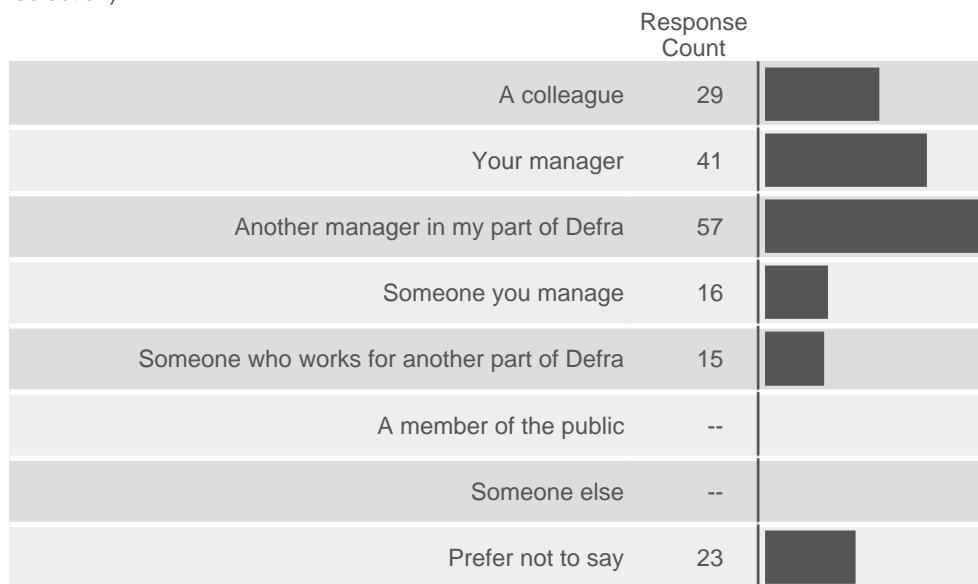 Response
Count
A colleague 29
Your manager 41
Another manager in my part of Defra 57
Someone you manage 16
Someone who works for another part of Defra 15
A member of the public --
Someone else --
Prefer not to say 23